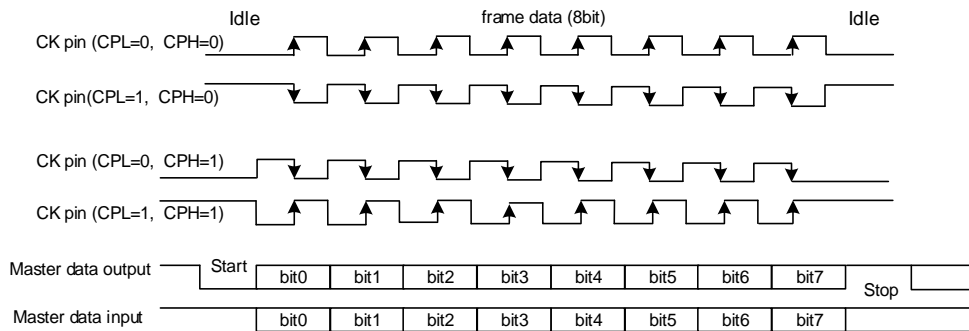 Idle frame data (8bit) Idle
CK pin (CPL=0, CPH=0)
CK pin(CPL=1, CPH=0)
CK pin (CPL=0, CPH=1)
CK pin (CPL=1, CPH=1)
Master data output Start bit0 bit1 bit2 bit3 bit4 bit5 bit6 bit7 Stop
Master data input bit0 bit1 bit2 bit3 bit4 bit5 bit6 bit7